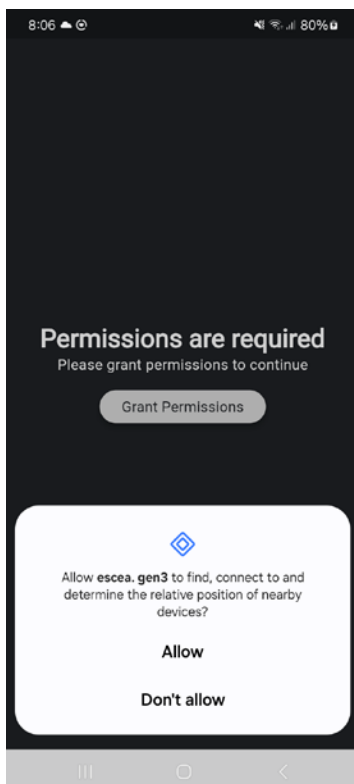 8:06
80%
Permissions are required
Please grant permissions to continue
Grant Permissions
Allow escea. gen3 to find, connect to and
determine the relative position of nearby
devices?
Allow
Don't allow